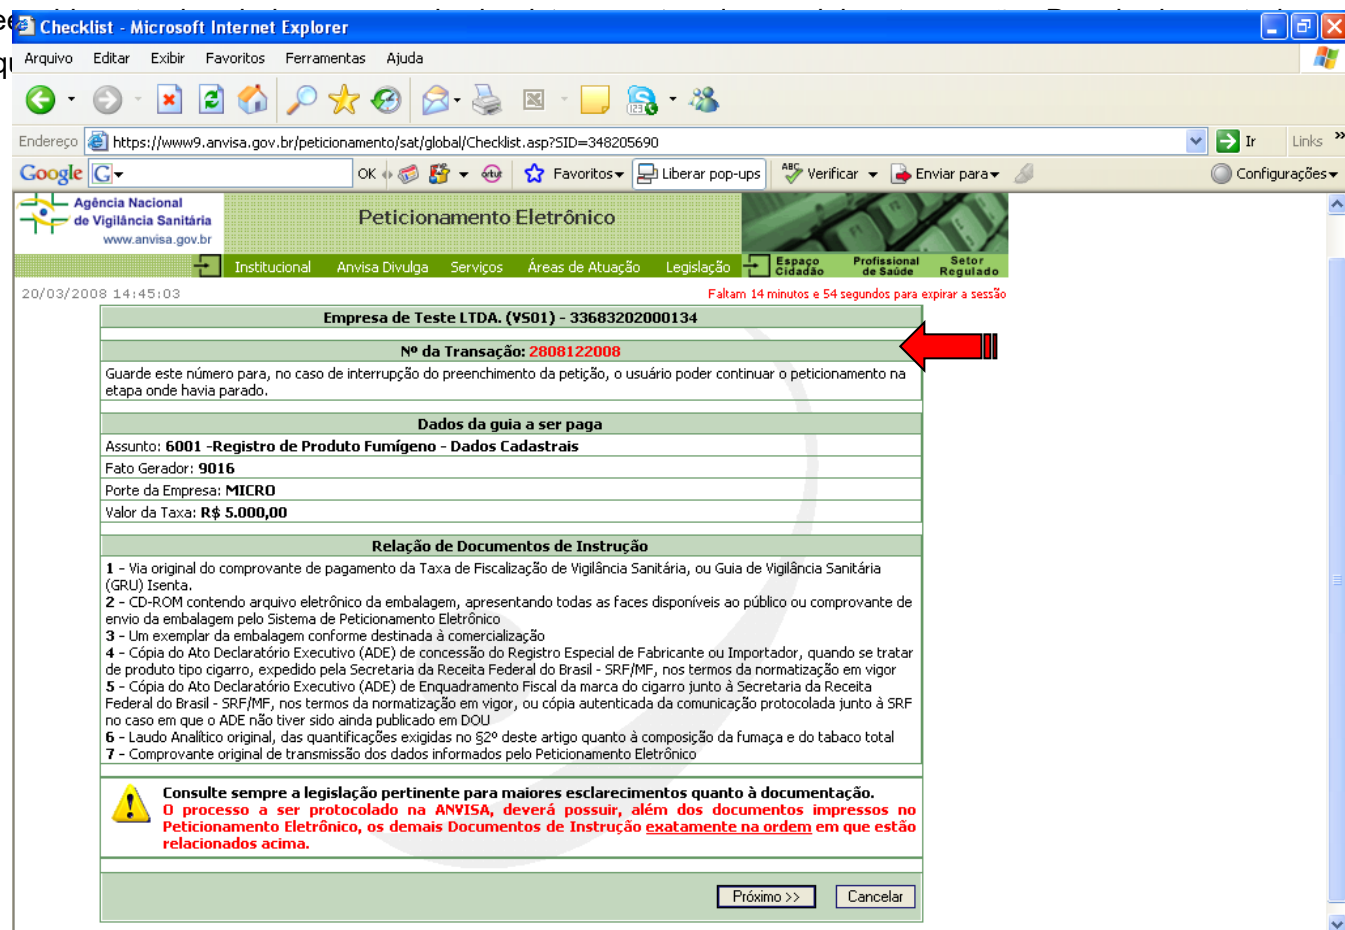 Checklist - Microsoft Internet Explorer
Arquivo Editar Exibir Favoritos Ferramentas Ajuda
Endereço https://www9.anvisa.gov.br/peticionamento/sat/global/Checklist.asp?SID=348205690 Ir Links »
Google G OK Favoritos Liberar pop-ups ABC Verificar Enviar para Configurações
Agência Nacional
de Vigilância Sanitária
www.anvisa.gov.br
Peticionamento Eletrônico
Institucional Anvisa Divulga Serviços Áreas de Atuação Legislação Espaço Cidadão Profissional de Saúde Setor Regulado
20/03/2008 14:45:03 Faltam 14 minutos e 54 segundos para expirar a sessão
Empresa de Teste LTDA. (VS01) - 33683202000134
Nº da Transação: 2808122008
Guarde este número para, no caso de interrupção do preenchimento da petição, o usuário poder continuar o peticionamento na
etapa onde havia parado.
Dados da guia a ser paga
Assunto: 6001 -Registro de Produto Fumígeno - Dados Cadastrais
Fato Gerador: 9016
Porte da Empresa: MICRO
Valor da Taxa: R$ 5.000,00
Relação de Documentos de Instrução
1 - Via original do comprovante de pagamento da Taxa de Fiscalização de Vigilância Sanitária, ou Guia de Vigilância Sanitária
(GRU) Isenta.
2 - CD-ROM contendo arquivo eletrônico da embalagem, apresentando todas as faces disponíveis ao público ou comprovante de
envio da embalagem pelo Sistema de Peticionamento Eletrônico
3 - Um exemplar da embalagem conforme destinada à comercialização
4 - Cópia do Ato Declaratório Executivo (ADE) de concessão do Registro Especial de Fabricante ou Importador, quando se tratar
de produto tipo cigarro, expedido pela Secretaria da Receita Federal do Brasil - SRF/MF, nos termos da normatização em vigor
5 - Cópia do Ato Declaratório Executivo (ADE) de Enquadramento Fiscal da marca do cigarro junto à Secretaria da Receita
Federal do Brasil - SRF/MF, nos termos da normatização em vigor, ou cópia autenticada da comunicação protocolada junto à SRF
no caso em que o ADE não tiver sido ainda publicado em DOU
6 - Laudo Analítico original, das quantificações exigidas no §2º deste artigo quanto à composição da fumaça e do tabaco total
7 - Comprovante original de transmissão dos dados informados pelo Peticionamento Eletrônico
Consulte sempre a legislação pertinente para maiores esclarecimentos quanto à documentação.
O processo a ser protocolado na ANVISA, deverá possuir, além dos documentos impressos no
Peticionamento Eletrônico, os demais Documentos de Instrução exatamente na ordem em que estão
relacionados acima.
Próximo >> Cancelar